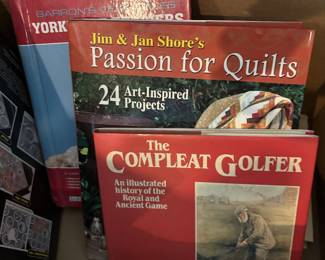 BARRON'S
YORK
Jim & Jan Shore's
Passion for Quilts
24 Art-Inspired
Projects
The
COMPLEAT GOLFER
An illustrated
history of the
Royal and
Ancient Game